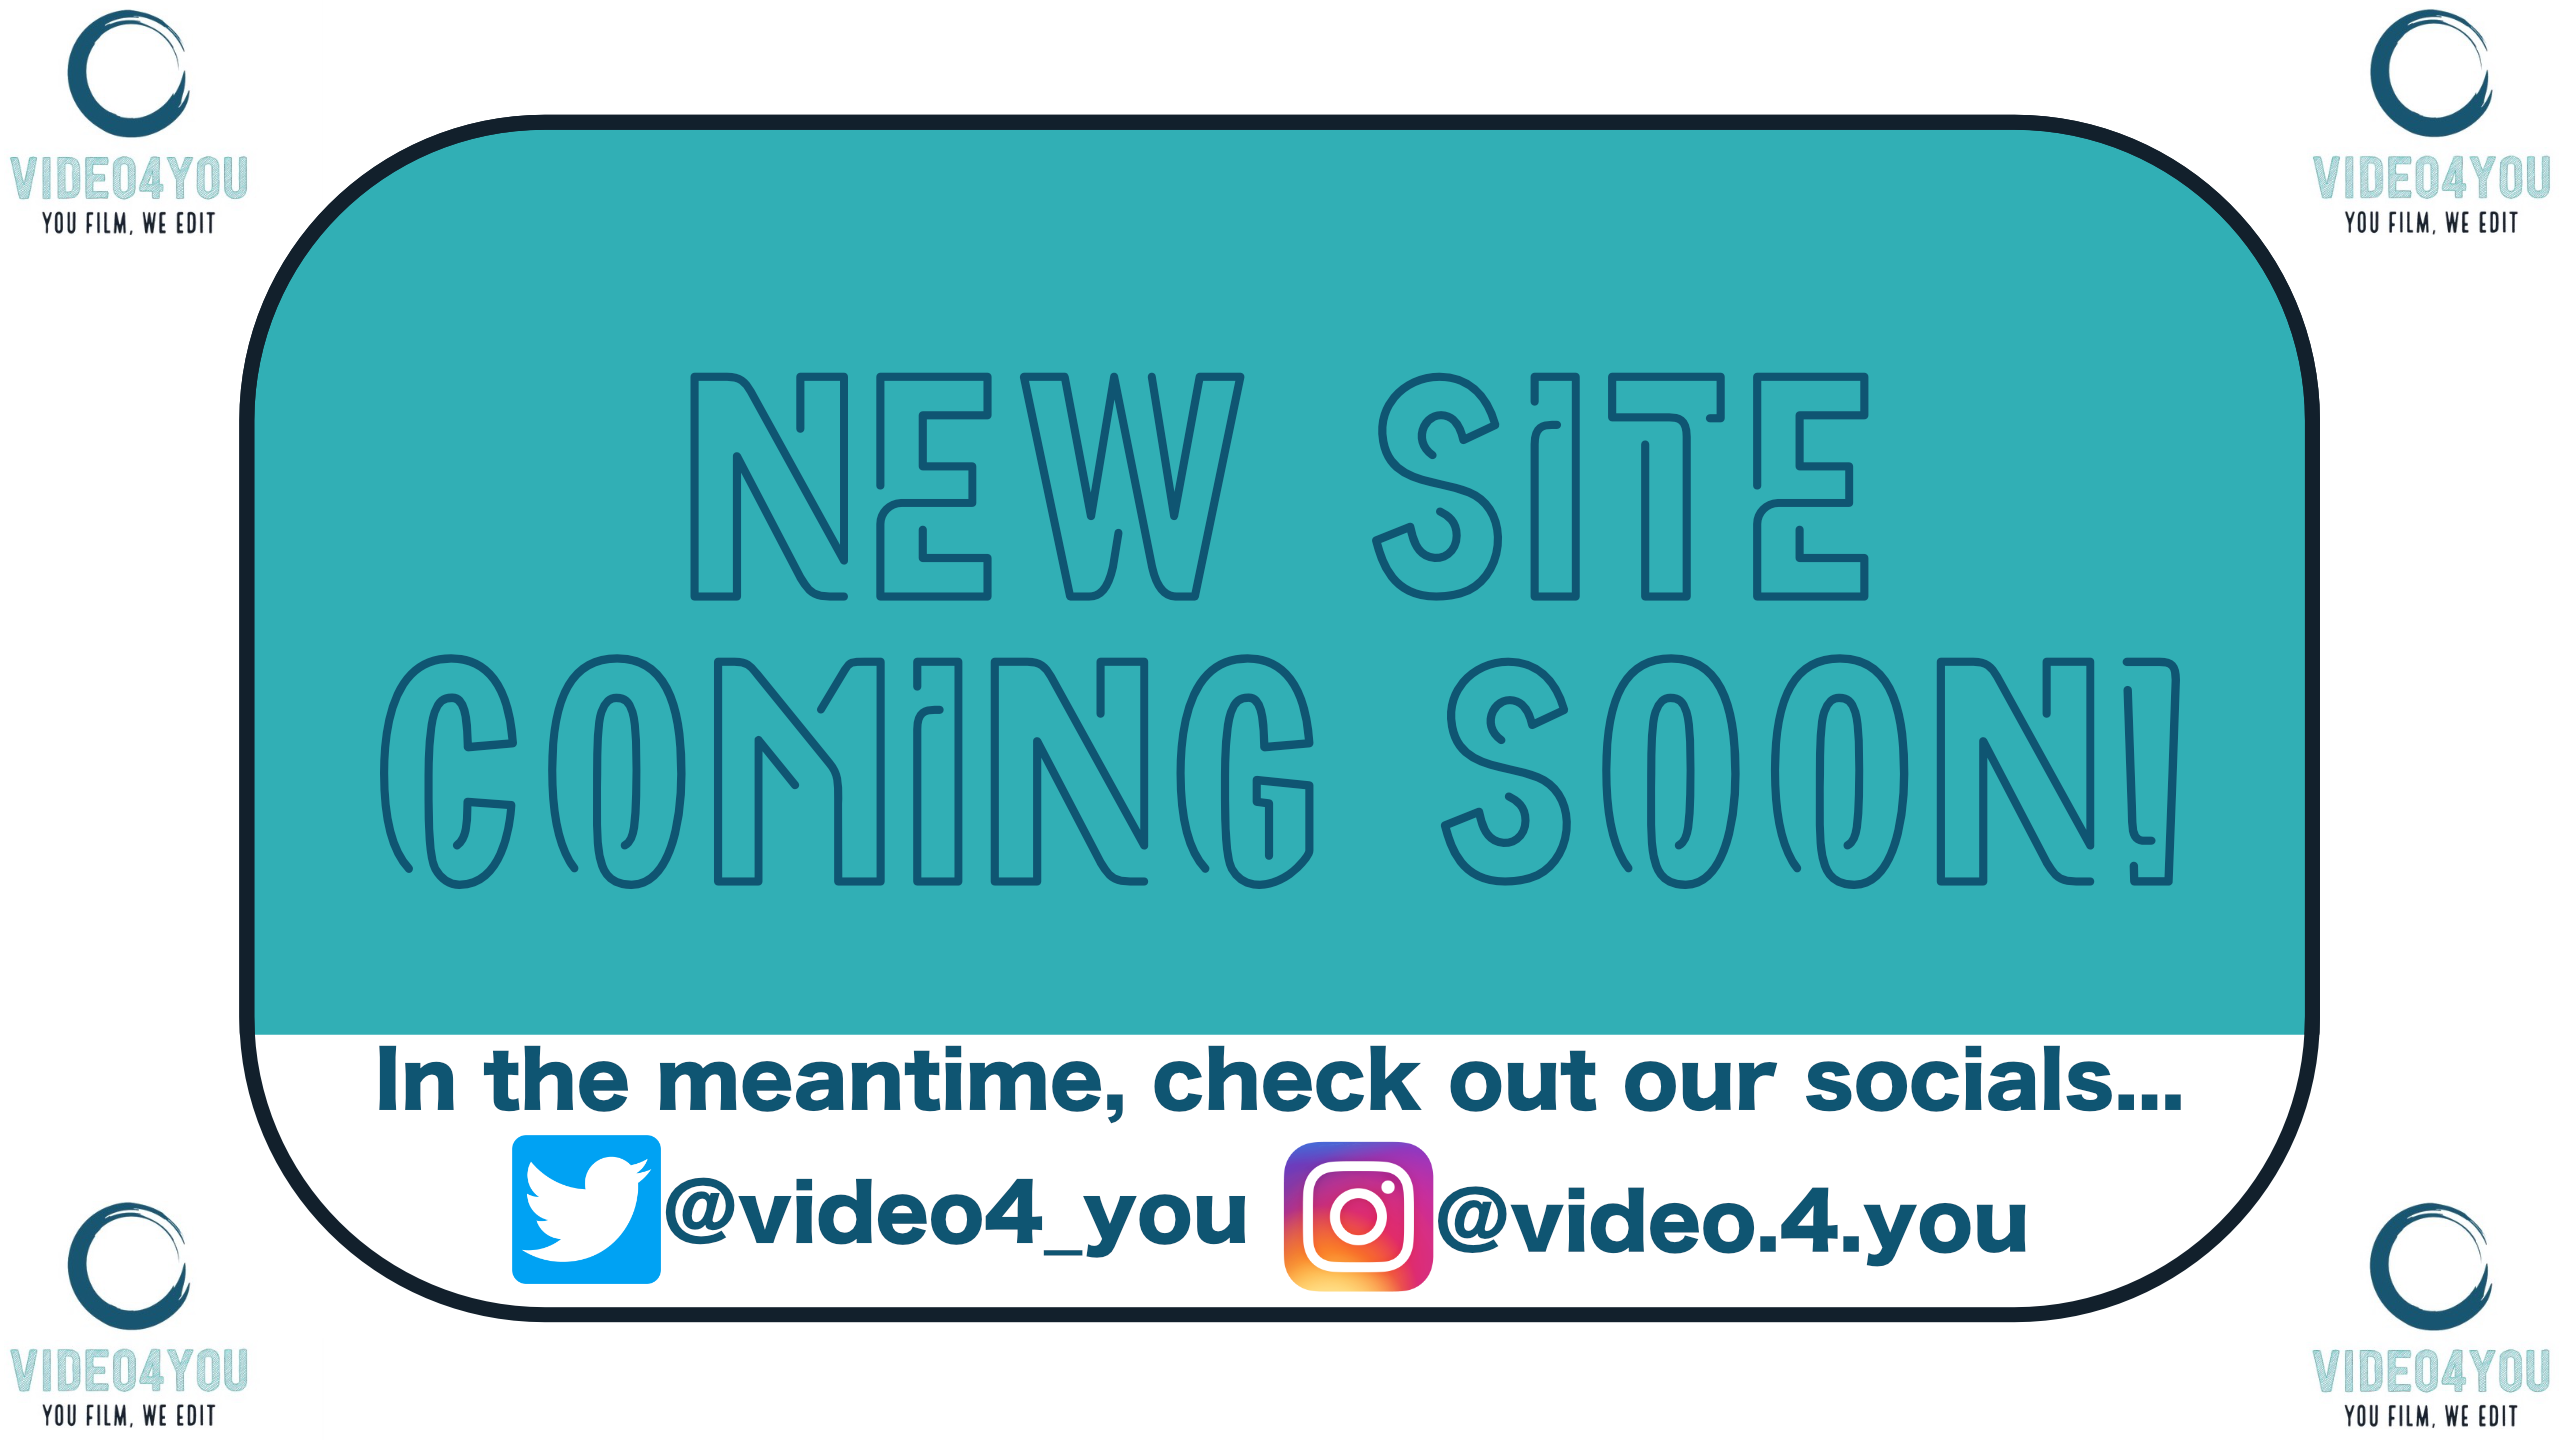 VIDEO4YOU
YOU FILM, WE EDIT
VIDEO4YOU
YOU FILM, WE EDIT
NEW SITE
COMING SOON!
In the meantime, check out our socials...
@video4_you @video.4.you
VIDEO4YOU
YOU FILM, WE EDIT
VIDEO4YOU
YOU FILM, WE EDIT